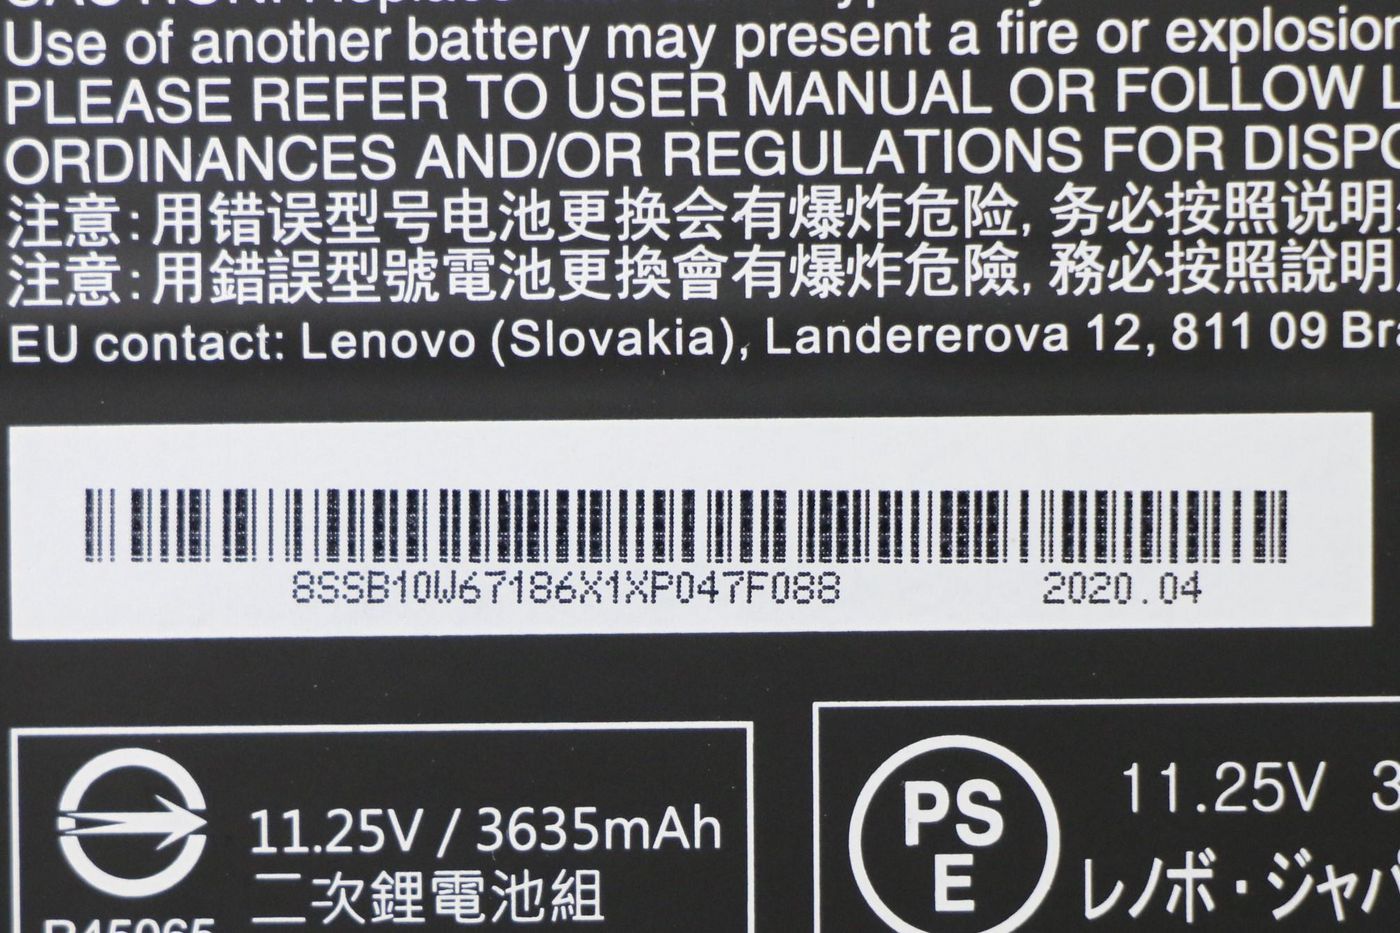 Use of another battery may present a fire or explosion
PLEASE REFER TO USER MANUAL OR FOLLOW L
ORDINANCES AND/OR REGULATIONS FOR DISPO
注意: 用错误型号电池更换会有爆炸危险, 务必按照说明
注意: 用錯誤型號電池更換會有爆炸危險, 務必按照說明
EU contact: Lenovo (Slovakia), Landererova 12, 811 09 Bra
8SSB10W67186X1XP047F088 2020.04
11.25V / 3635mAh
二次鋰電池組
R45065
PS
E
11.25V 3
レノボ・ジャパ